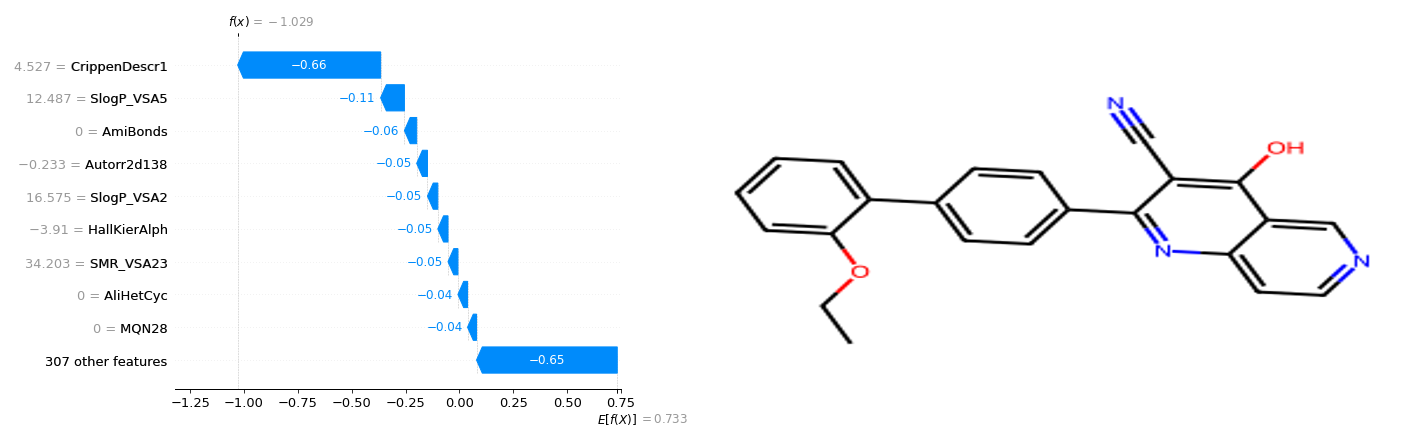 f(x) = −1.029
4.527 = CrippenDescr1
−0.66
12.487 = SlogP_VSA5
−0.11
0 = AmiBonds
−0.06
−0.233 = Autorr2d138
−0.05
16.575 = SlogP_VSA2
−0.05
−3.91 = HallKierAlph
−0.05
34.203 = SMR_VSA23
−0.05
0 = AliHetCyc
−0.04
0 = MQN28
−0.04
307 other features
−0.65
−1.25 −1.00 −0.75 −0.50 −0.25 0.00 0.25 0.50 0.75
E[f(X)] = 0.733
N
OH
N
N
O